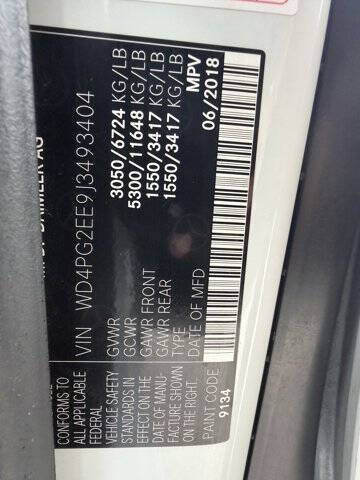 DAIMLER AG
VIN WD4PG2EE9J3493404
GVWR 3050/6724 KG/LB
GCWR 5300/11648 KG/LB
GAWR FRONT 1550/3417 KG/LB
GAWR REAR 1550/3417 KG/LB
TYPE MPV
DATE OF MFD 06/2018
CONFORMS TO
ALL APPLICABLE
FEDERAL
VEHICLE SAFETY
STANDARDS IN
EFFECT ON THE
DATE OF MANU-
FACTURE SHOWN
ON THE RIGHT.
PAINT CODE:
9134